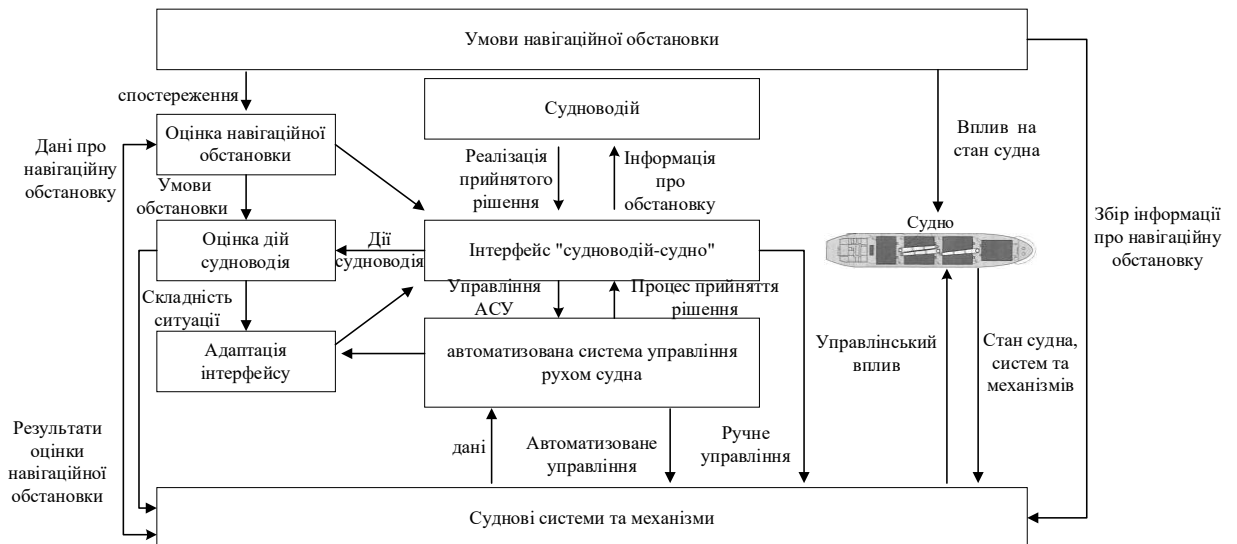 Умови навігаційної обстановки
спостереження
Судноводій
Оцінка навігаційної
обстановки
Дані про
навігаційну
обстановку
Вплив на
стан судна
Реалізація
прийнятого
рішення
Інформація
про
обстановку
Умови
обстановки
Збір інформації
про навігаційну
обстановку
Судно
Оцінка дій
судноводія
Дії
судноводія
Інтерфейс "судноводій-судно"
Складність
ситуації
Управління
АСУ
Процес прийняття
рішення
Адаптація
інтерфейсу
автоматизована система управління
рухом судна
Управлінський
вплив
Стан судна,
систем та
механізмів
Результати
оцінки
навігаційної
обстановки
дані
Автоматизоване
управління
Ручне
управління
Суднові системи та механізми